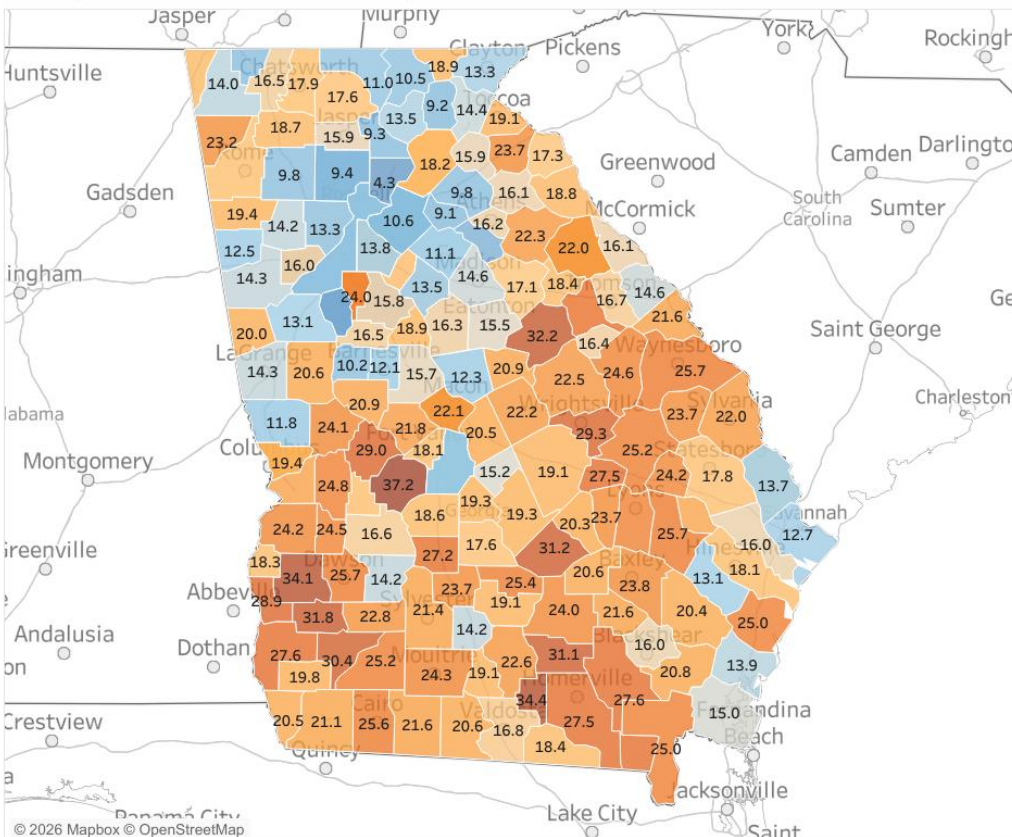 Jasper
Murphy
York
Rockingh
Clayton
Pickens
Huntsville
Chatsworth
14.0
16.5
17.9
17.6
11.0
10.5
18.9
13.3
9.2
14.4
Toccoa
13.5
19.1
Jasper
18.7
15.9
9.3
23.2
Rome
18.2
15.9
23.7
17.3
Greenwood
Camden
Darlingto
Gadsden
9.8
9.4
4.3
9.8
16.1
18.8
McCormick
South
Carolina
Sumter
Athens
19.4
14.2
13.3
10.6
9.1
16.2
22.3
22.0
16.1
12.5
13.8
11.1
Madison
ingham
14.3
16.0
13.5
14.6
17.1
18.4
Thomson
16.7
14.6
Ge
24.0
15.8
Eatonton
21.6
Saint George
20.0
13.1
16.5
18.9
16.3
15.5
32.2
16.4
Waynesboro
LaGrange
Barnesville
14.3
20.6
10.2
12.1
15.7
12.3
20.9
22.5
24.6
25.7
Macon
Charleston
labama
20.9
22.1
22.2
Wrightsville
23.7
Sylvania
22.0
11.8
24.1
21.8
Fort Val
20.5
29.3
Columbus
Montgomery
19.4
29.0
18.1
25.2
Statesboro
24.8
37.2
15.2
19.1
27.5
24.2
17.8
13.7
Lyons
Savannah
24.2
24.5
16.6
18.6
19.3
19.3
20.3
23.7
25.7
12.7
16.0
Hinesville
Greenville
Dawson
27.2
17.6
31.2
Baxley
18.3
34.1
25.7
14.2
25.4
20.6
23.8
13.1
18.1
Abbeville
28.9
31.8
22.8
Sylvester
21.4
23.7
19.1
24.0
21.6
20.4
25.0
14.2
Andalusia
Dothan
Blackshear
16.0
27.6
30.4
25.2
Moultrie
24.3
19.1
22.6
31.1
20.8
13.9
19.8
Homerville
Crestview
Cairo
Valdosta
34.4
27.6
Fernandina
Beach
20.5
21.1
25.6
21.6
20.6
16.8
27.5
15.0
18.4
25.0
Quincy
Jacksonville
Panamá City
Lake City
Saint
© 2026 Mapbox © OpenStreetMap